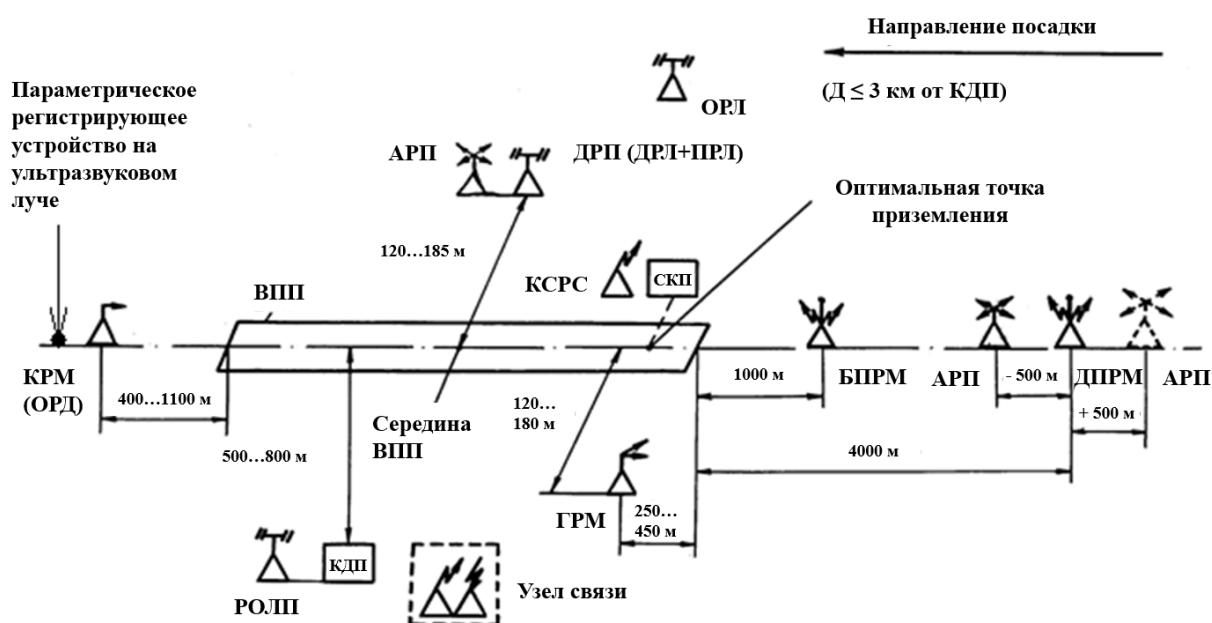 Направление посадки
(Д ≤ 3 км от КДП)
ОРЛ
Параметрическое
регистрирующее
устройство на
ультразвуковом
луче
АРП
ДРП (ДРЛ+ПРЛ)
Оптимальная точка
приземления
120…185 м
КСРС
СКП
ВПП
КРМ
(ОРД)
400…1100 м
500…800 м
Середина
ВПП
120…
180 м
1000 м
БПРМ
АРП
- 500 м
ДПРМ
АРП
+ 500 м
4000 м
ГРМ
250…
450 м
РОЛП
КДП
Узел связи